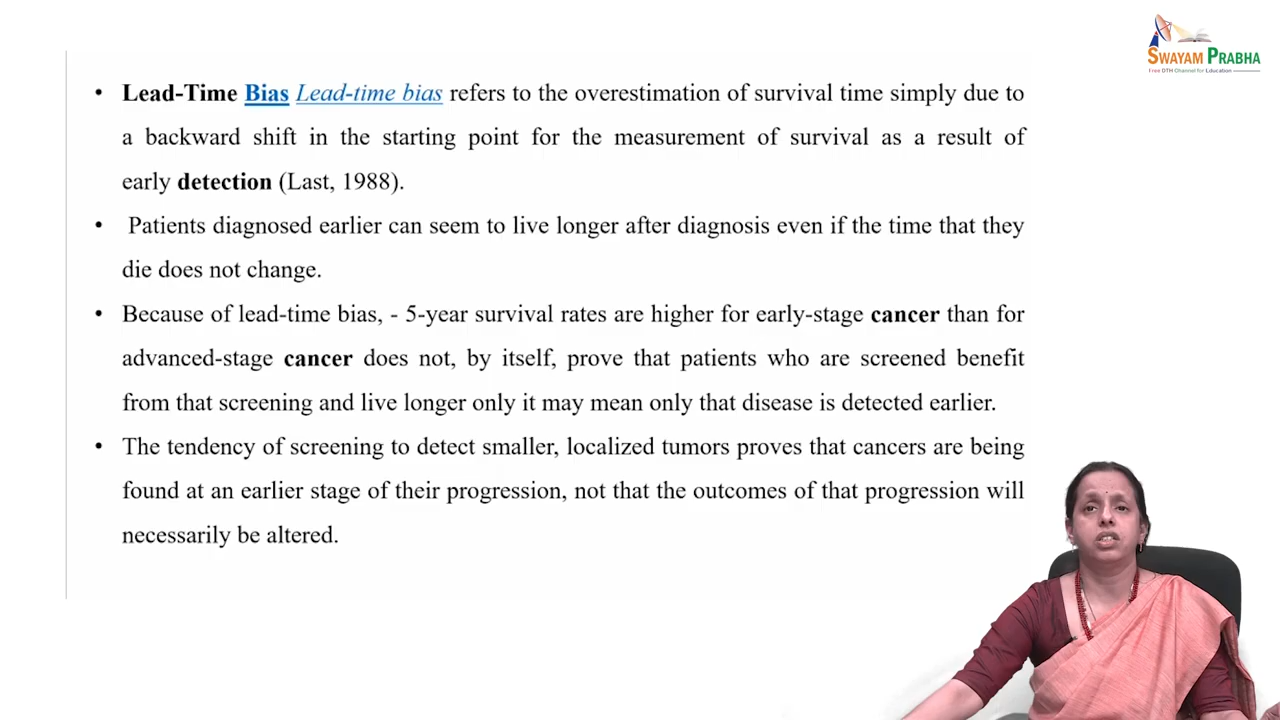 SWAYAM PRABHA
Free DTH Channel for Education
• Lead-Time Bias Lead-time bias refers to the overestimation of survival time simply due to
a backward shift in the starting point for the measurement of survival as a result of
early detection (Last, 1988).
• Patients diagnosed earlier can seem to live longer after diagnosis even if the time that they
die does not change.
• Because of lead-time bias, - 5-year survival rates are higher for early-stage cancer than for
advanced-stage cancer does not, by itself, prove that patients who are screened benefit
from that screening and live longer only it may mean only that disease is detected earlier.
• The tendency of screening to detect smaller, localized tumors proves that cancers are being
found at an earlier stage of their progression, not that the outcomes of that progression will
necessarily be altered.